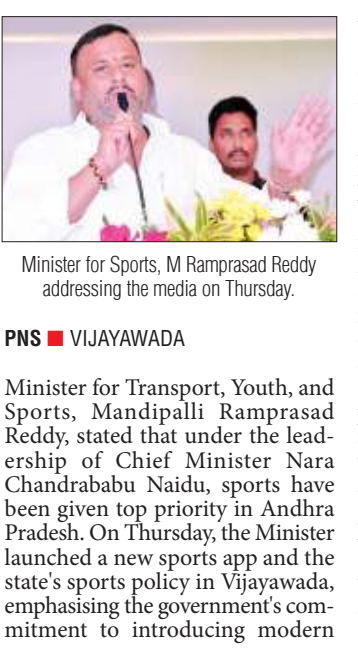 Minister for Sports, M Ramprasad Reddy
addressing the media on Thursday.
PNS ■ VIJAYAWADA
Minister for Transport, Youth, and
Sports, Mandipalli Ramprasad
Reddy, stated that under the lead-
ership of Chief Minister Nara
Chandrababu Naidu, sports have
been given top priority in Andhra
Pradesh. On Thursday, the Minister
launched a new sports app and the
state's sports policy in Vijayawada,
emphasising the government's com-
mitment to introducing modern